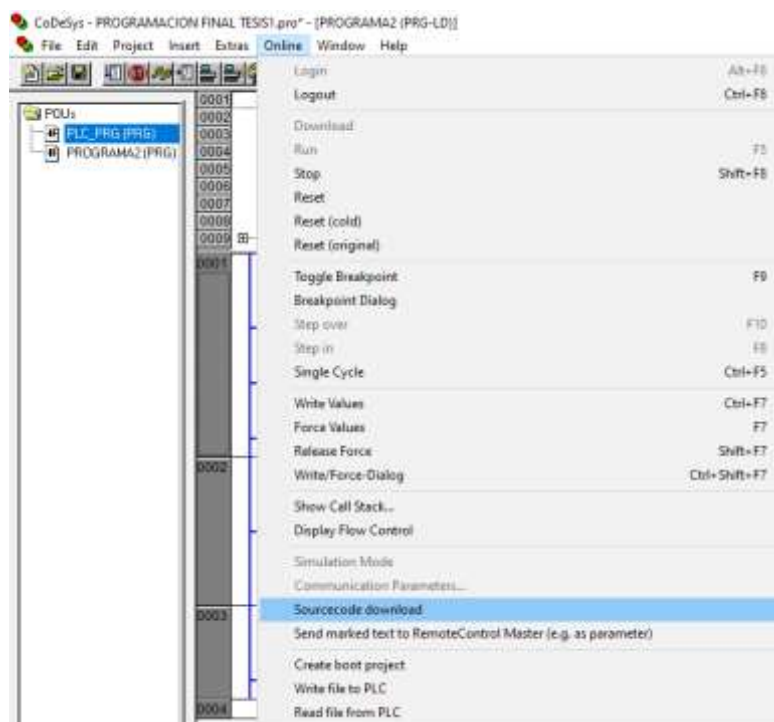 CoDeSys - PROGRAMACION FINAL TESIS1.pro* - [PROGRAMA2 (PRG-LD)]
File Edit Project Insert Extras Online Window Help
POUs
PLC_PRG (PRG)
PROGRAMA2 (PRG)
0001
0002
0003
0004
0005
0006
0007
0008
0009
0001
0002
0003
0004
Login Alt+F8
Logout Ctrl+F8
Download
Run F5
Stop Shift+F8
Reset
Reset (cold)
Reset (original)
Toggle Breakpoint F9
Breakpoint Dialog
Step over F10
Step in F8
Single Cycle Ctrl+F5
Write Values Ctrl+F7
Force Values F7
Release Force Shift+F7
Write/Force-Dialog Ctrl+Shift+F7
Show Call Stack...
Display Flow Control
Simulation Mode
Communication Parameters...
Sourcecode download
Send marked text to RemoteControl Master (e.g. as parameter)
Create boot project
Write file to PLC
Read file from PLC